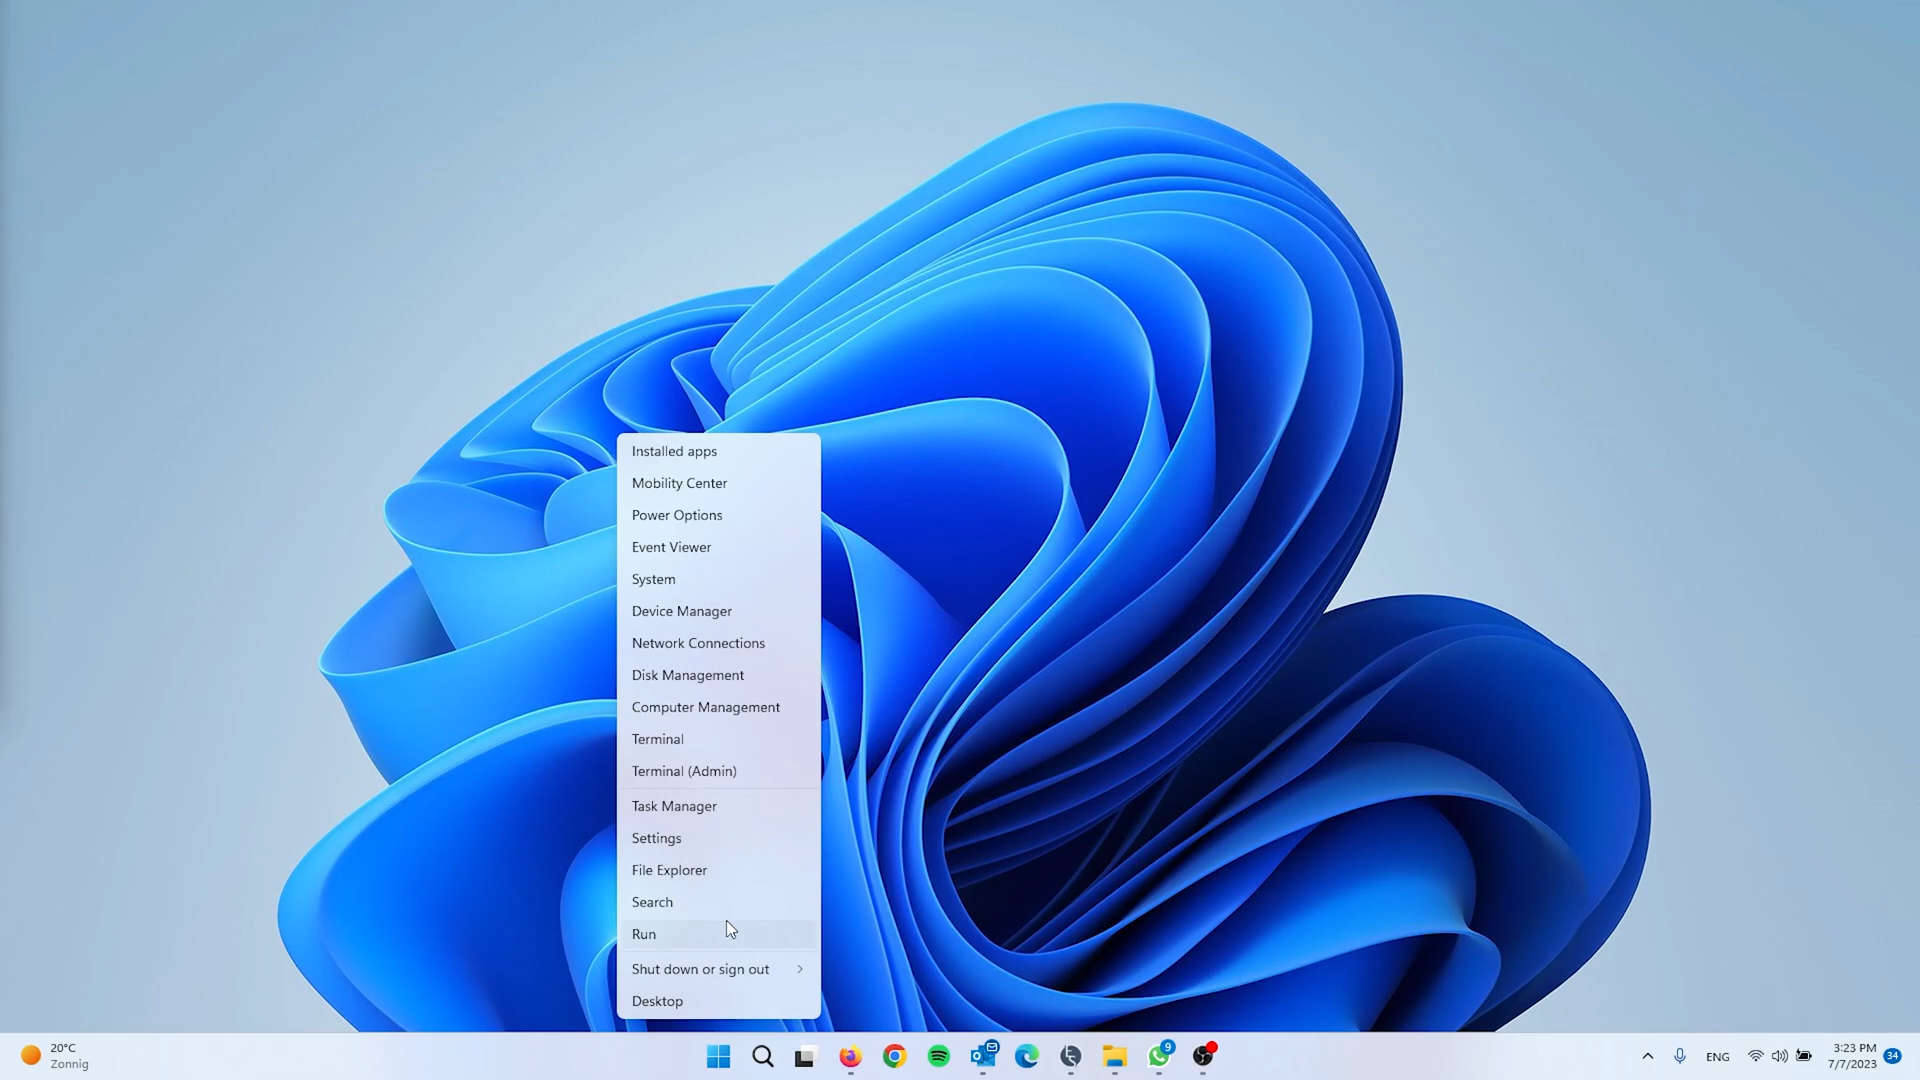 Installed apps
Mobility Center
Power Options
Event Viewer
System
Device Manager
Network Connections
Disk Management
Computer Management
Terminal
Terminal (Admin)
Task Manager
Settings
File Explorer
Search
Run
Shut down or sign out
Desktop
20°C
Zonnig
9
ENG
3:23 PM
7/7/2023
34